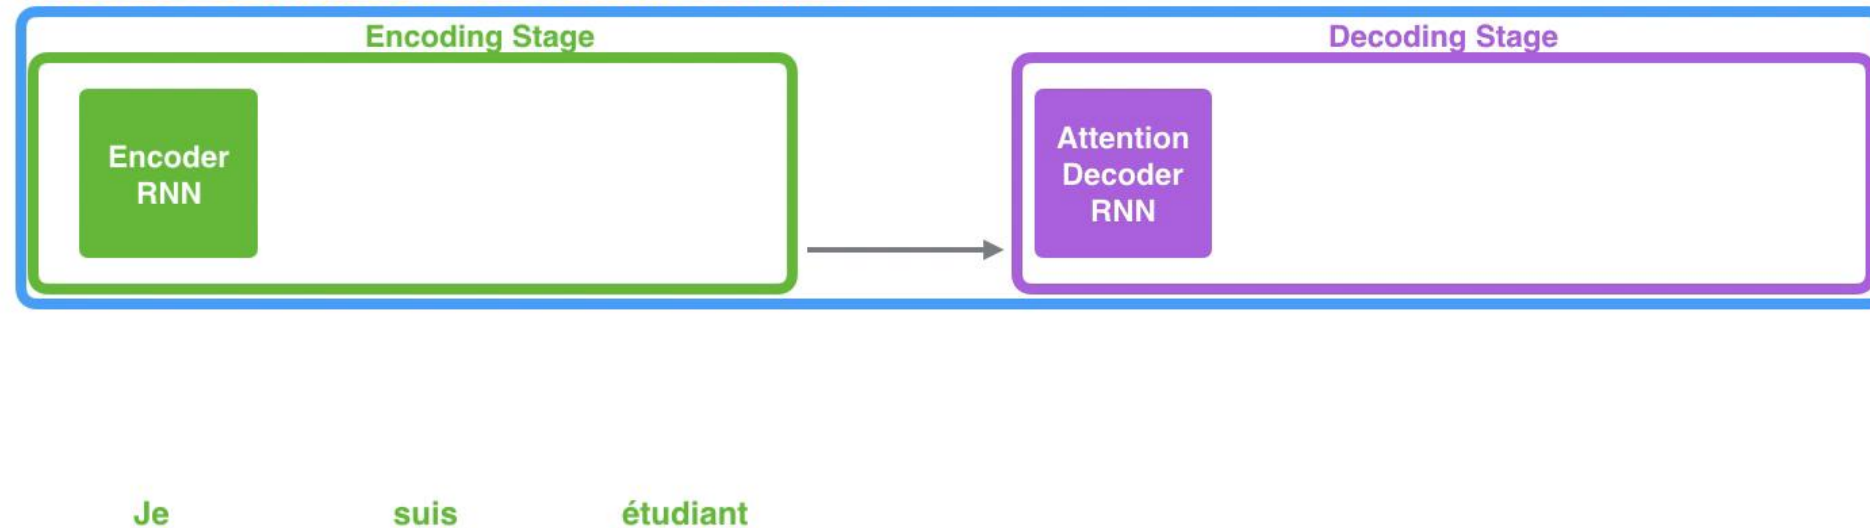 Encoding Stage
Decoding Stage
Encoder
RNN
Attention
Decoder
RNN
Je suis étudiant